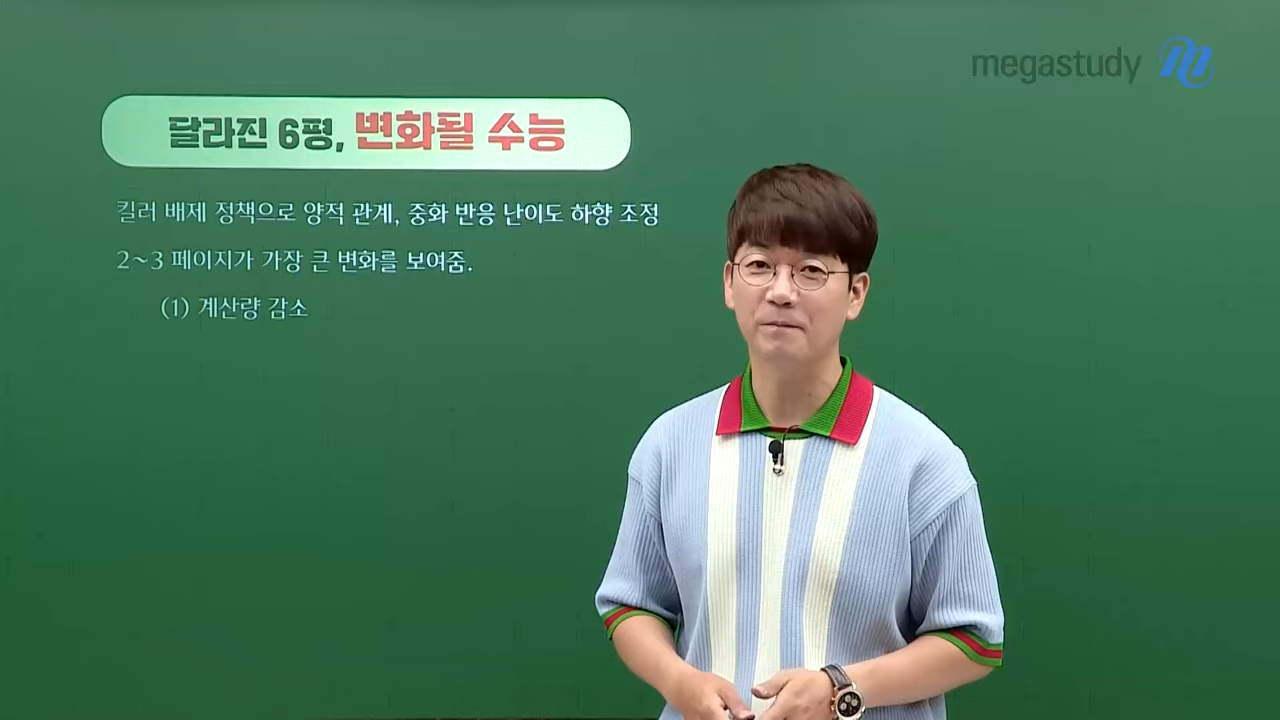 megastudy
달라진 6평, 변화될 수능
킬러 배제 정책으로 양적 관계, 중화 반응 난이도 하향 조정
2~3 페이지가 가장 큰 변화를 보여줌.
(1) 계산량 감소